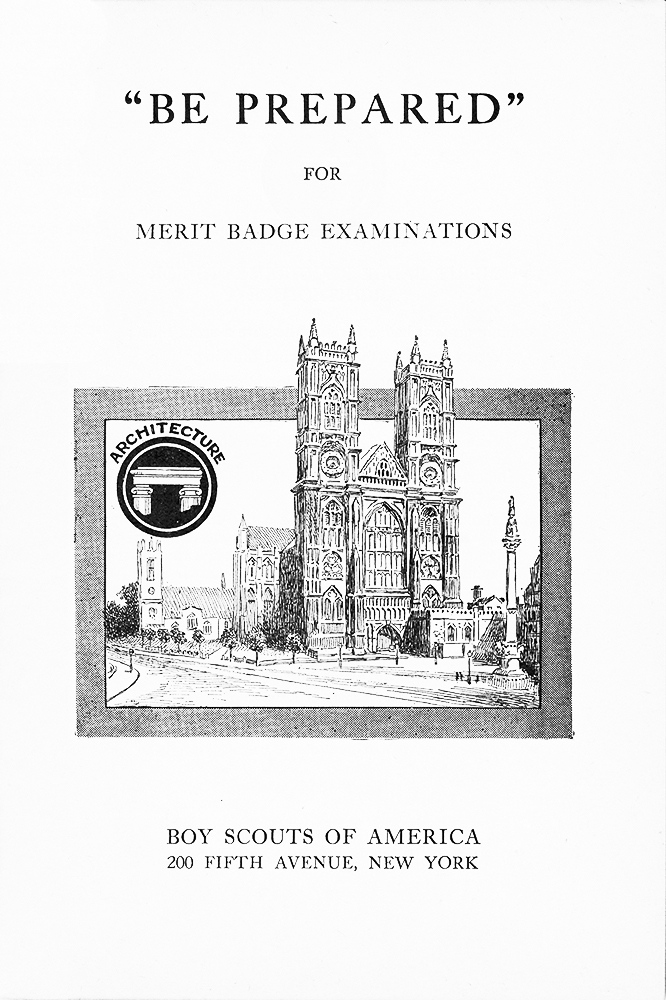 “BE PREPARED”
FOR
MERIT BADGE EXAMINATIONS
ARCHITECTURE
BOY SCOUTS OF AMERICA
200 FIFTH AVENUE, NEW YORK